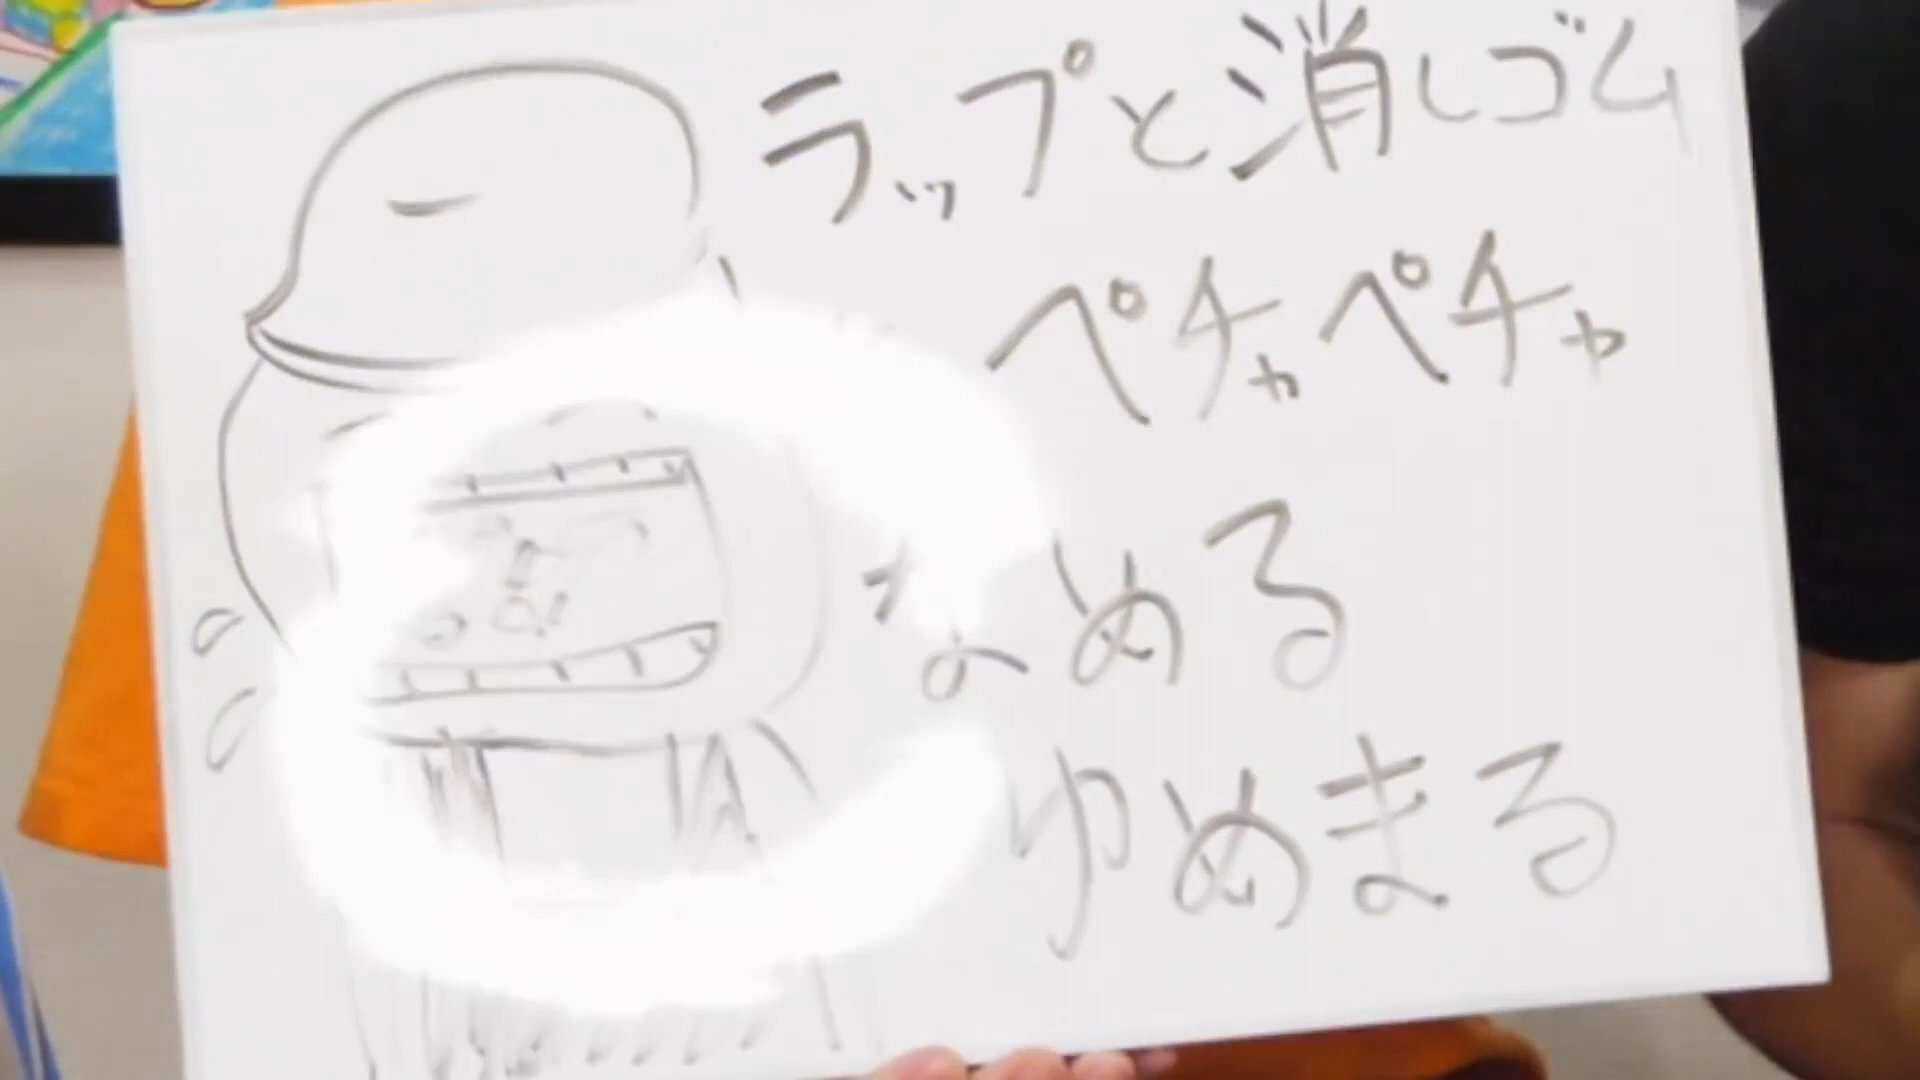 ラップと消しゴム
ペチャペチャ
なめる
ゆめまる